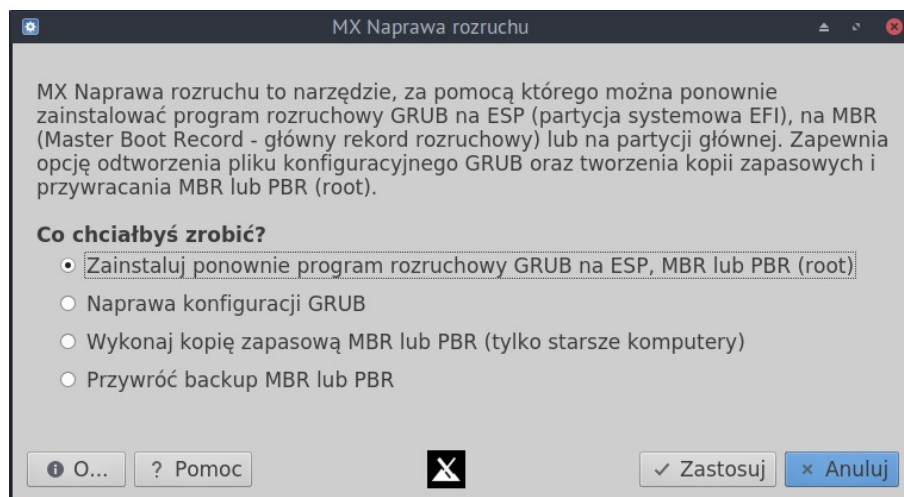 MX Naprawa rozruchu
MX Naprawa rozruchu to narzędzie, za pomocą którego można ponownie
zainstalować program rozruchowy GRUB na ESP (partycja systemowa EFI), na MBR
(Master Boot Record - główny rekord rozruchowy) lub na partycji głównej. Zapewnia
opcję odtworzenia pliku konfiguracyjnego GRUB oraz tworzenia kopii zapasowych i
przywracania MBR lub PBR (root).
Co chciałbyś zrobić?
Zainstaluj ponownie program rozruchowy GRUB na ESP, MBR lub PBR (root)
Naprawa konfiguracji GRUB
Wykonaj kopię zapasową MBR lub PBR (tylko starsze komputery)
Przywróć backup MBR lub PBR
O... ? Pomoc Zastosuj Anuluj